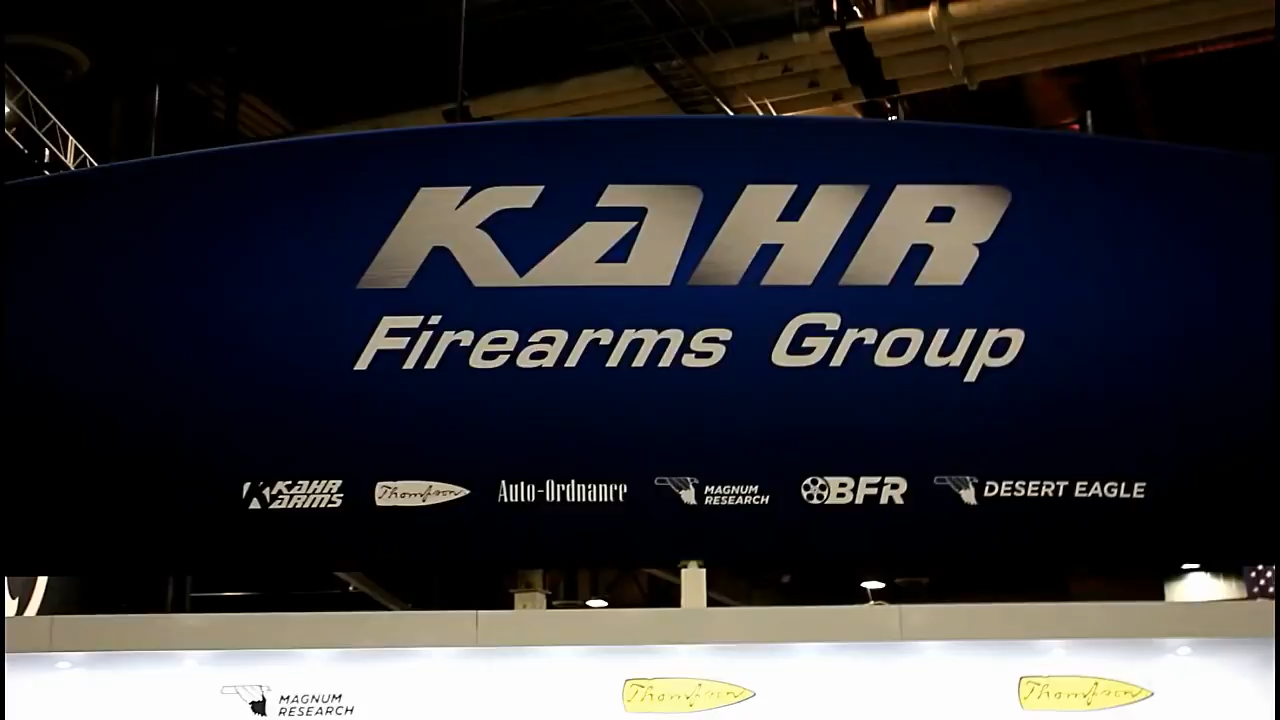 KAHR
Firearms Group
KAHR ARMS Thompson Auto-Ordnance MAGNUM RESEARCH BFR DESERT EAGLE
MAGNUM RESEARCH Thompson Thompson